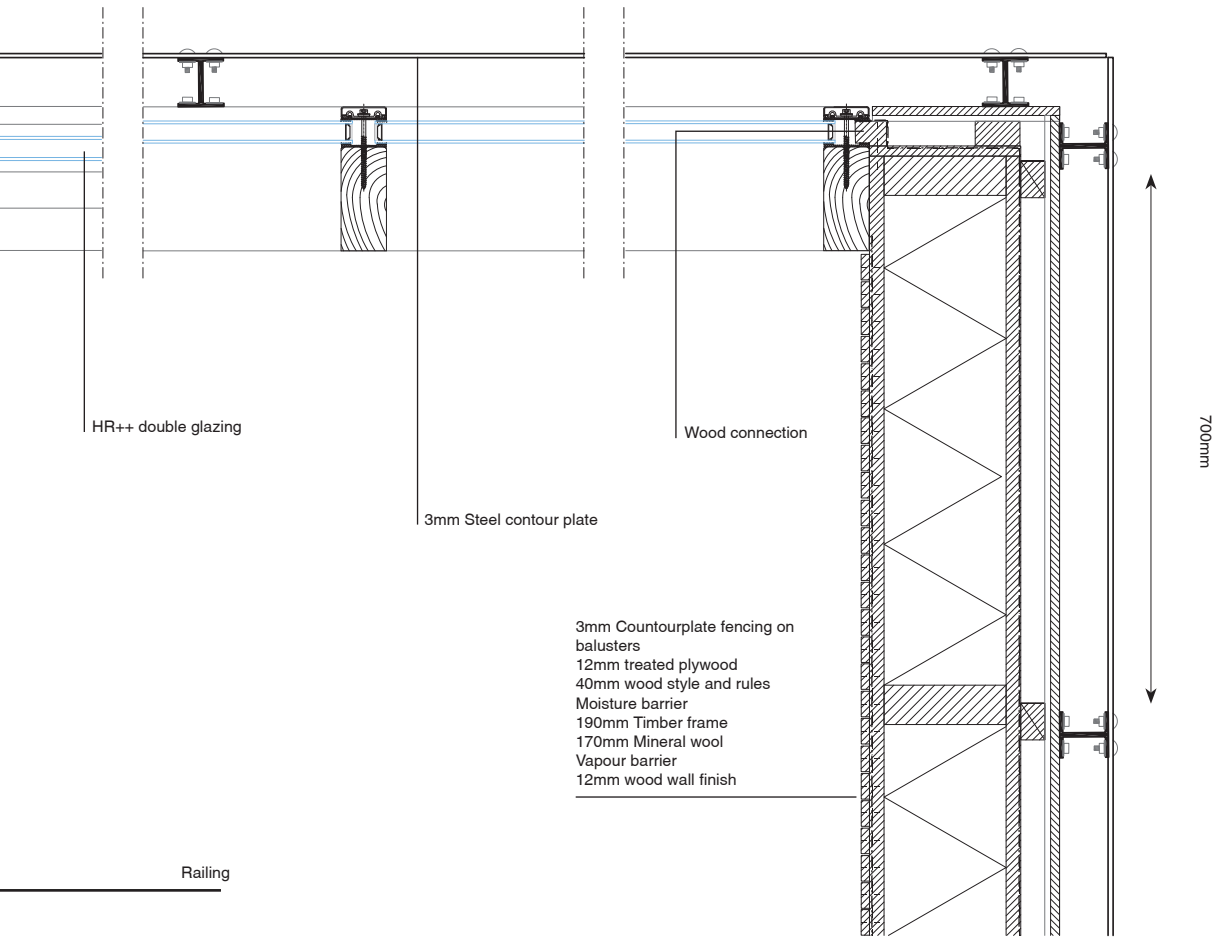 HR++ double glazing
Wood connection
700mm
3mm Steel contour plate
3mm Countourplate fencing on
balusters
12mm treated plywood
40mm wood style and rules
Moisture barrier
190mm Timber frame
170mm Mineral wool
Vapour barrier
12mm wood wall finish
Railing